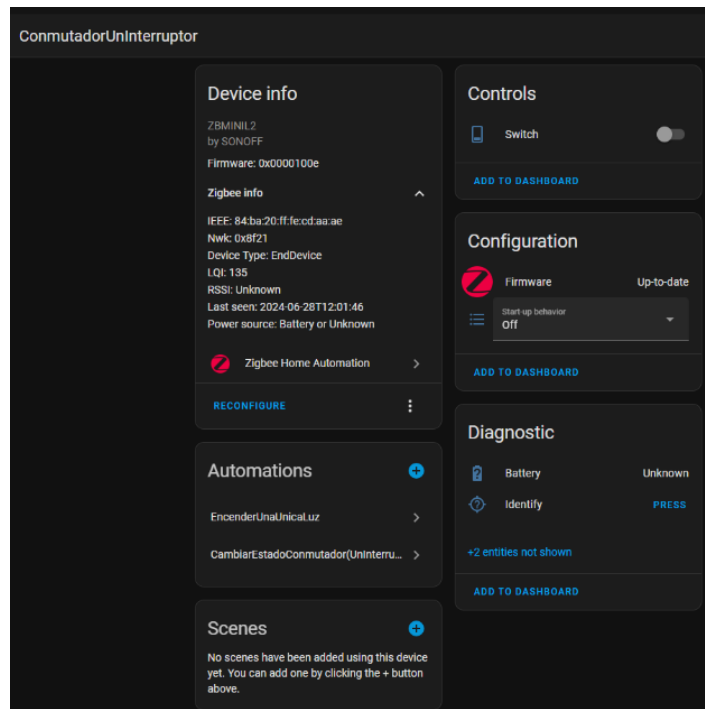 ConmutadorUnInterruptor
Device info
ZBMINIL2
by SONOFF
Firmware: 0x0000100e
Zigbee info
IEEE: 84:ba:20:ff:fe:cd:aa:ae
Nwk: 0x8f21
Device Type: EndDevice
LQI: 135
RSSI: Unknown
Last seen: 2024-06-28T12:01:46
Power source: Battery or Unknown
Zigbee Home Automation
RECONFIGURE
Automations
EncenderUnaUnicaLuz
CambiarEstadoConmutador(UnInterru...
Scenes
No scenes have been added using this device
yet. You can add one by clicking the + button
above.
Controls
Switch
ADD TO DASHBOARD
Configuration
Firmware Up-to-date
Start-up behavior
Off
ADD TO DASHBOARD
Diagnostic
Battery Unknown
Identify PRESS
+2 entities not shown
ADD TO DASHBOARD